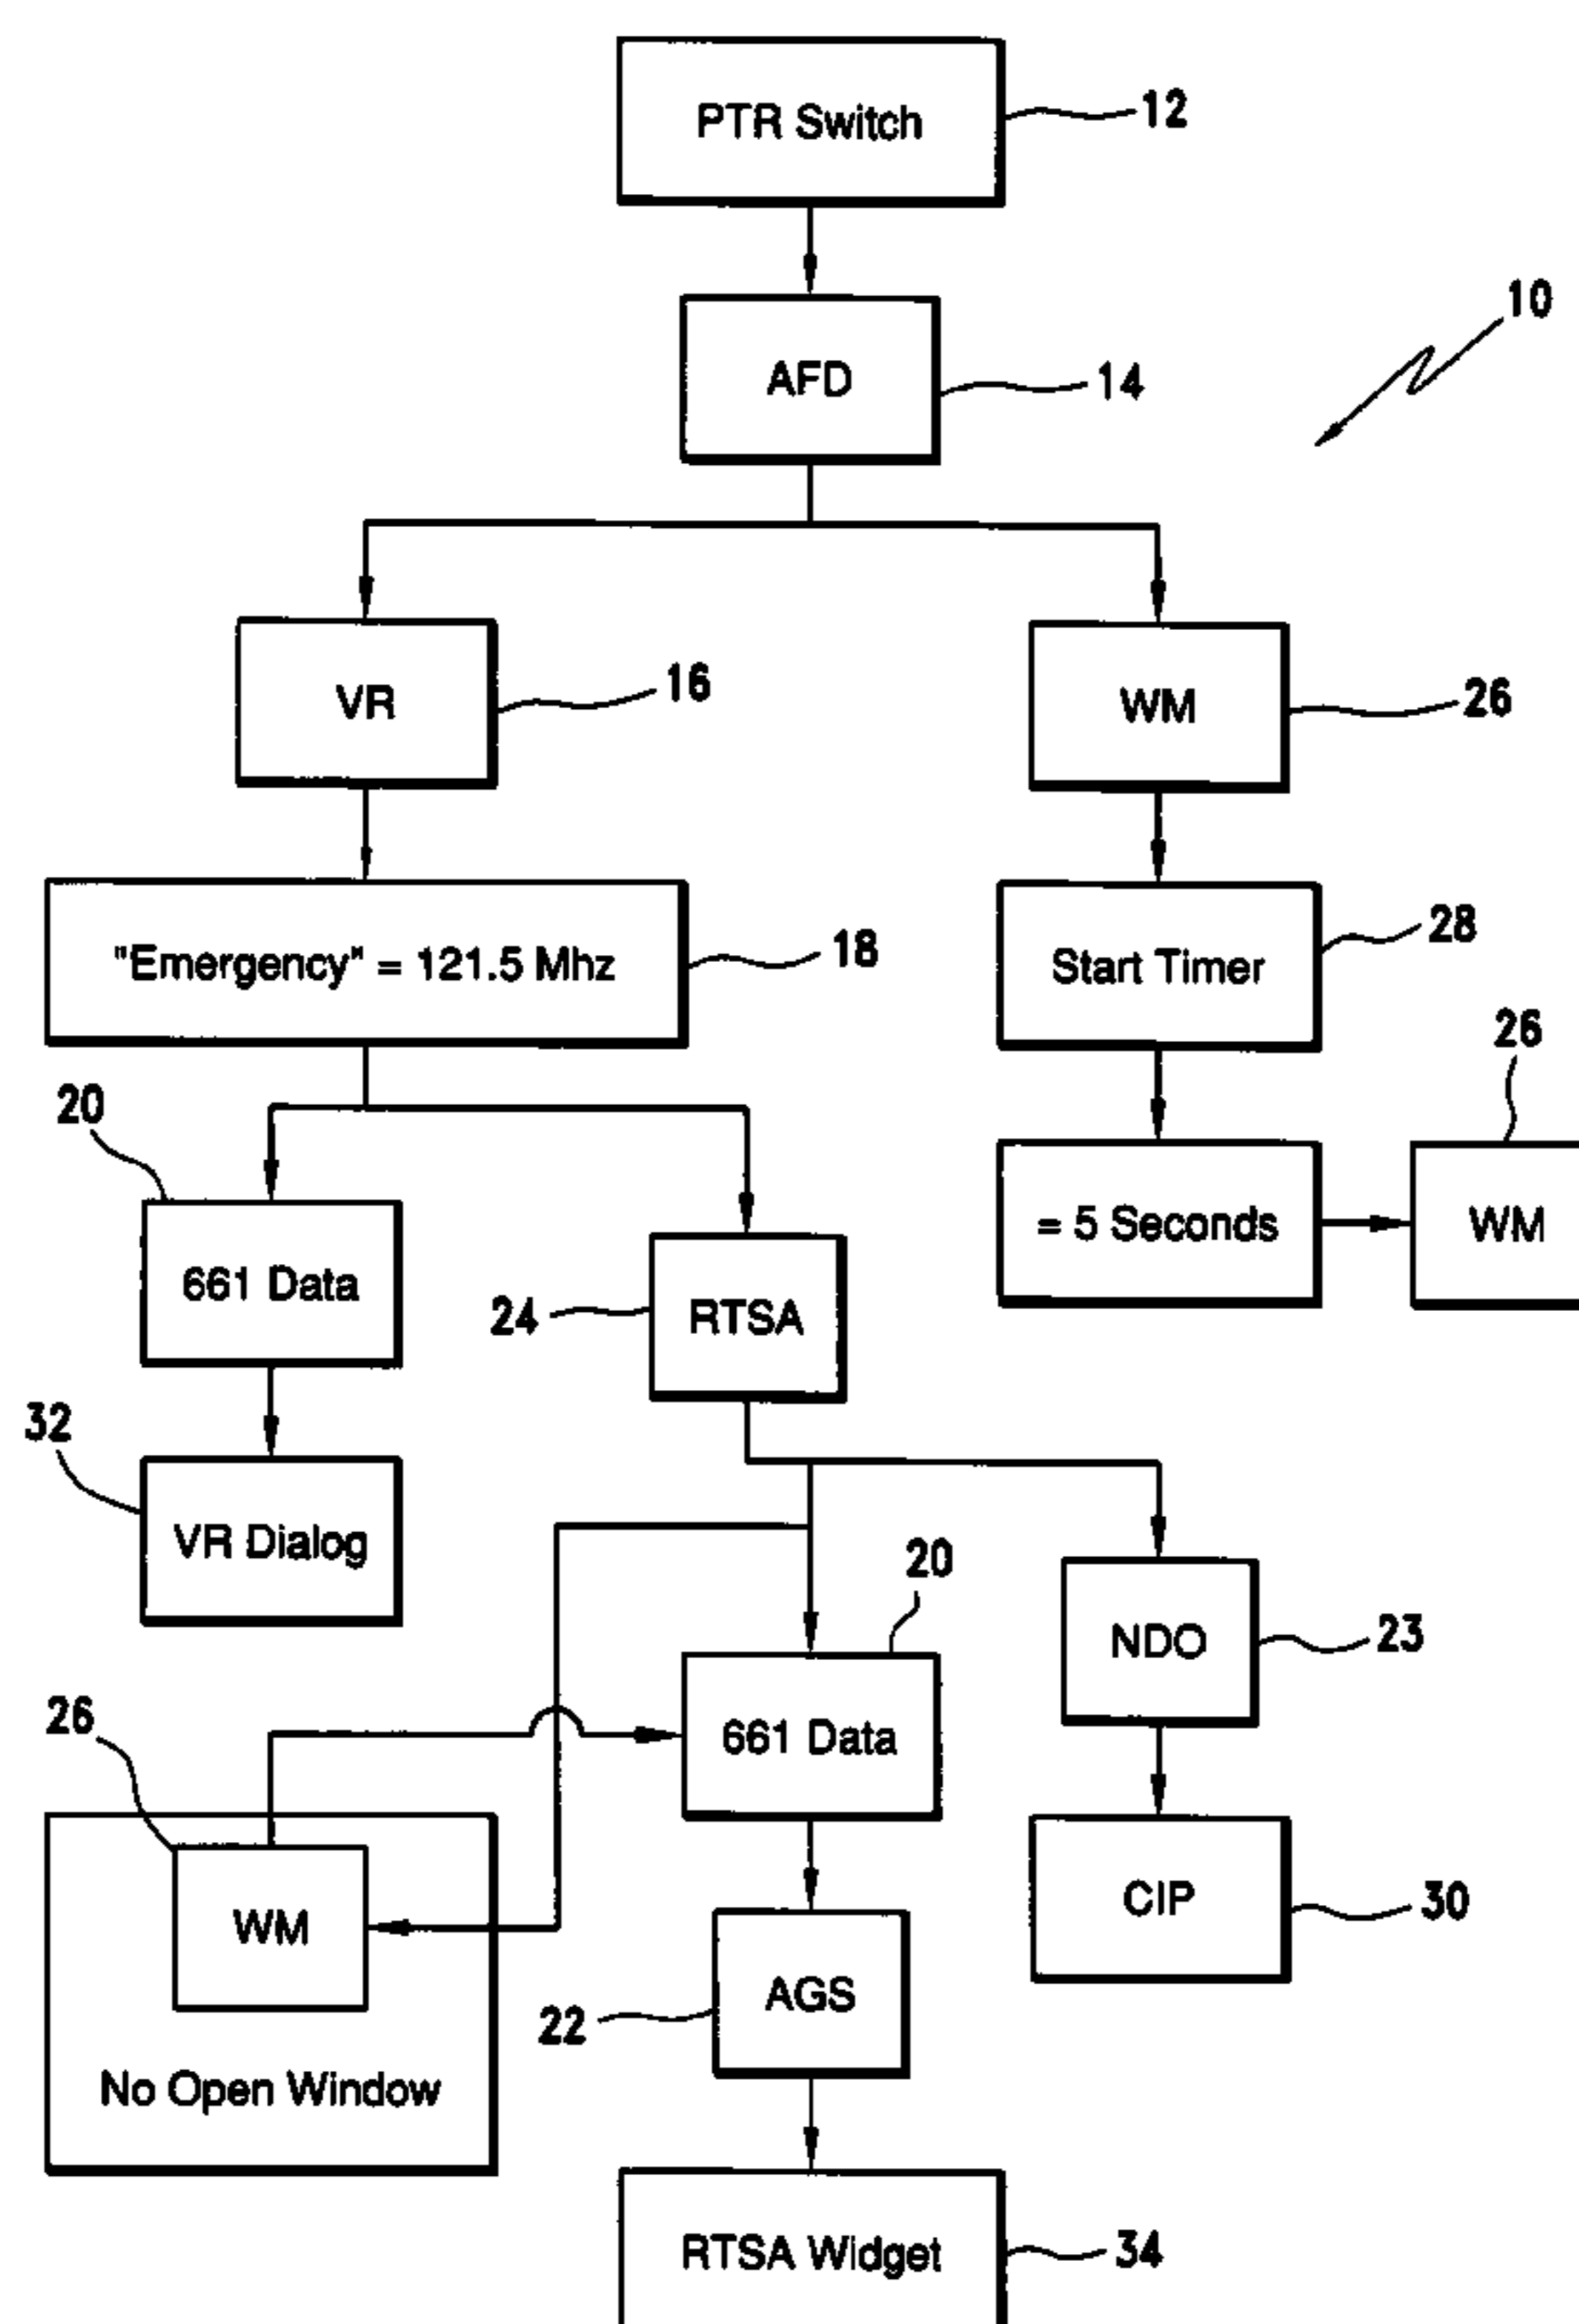 PTR Switch
12
10
AFD
14
VR
16
WM
26
"Emergency" = 121.5 Mhz
18
Start Timer
28
20
661 Data
24
RTSA
= 5 Seconds
26
WM
32
VR Dialog
20
661 Data
NDO
23
26
WM
No Open Window
22
AGS
CIP
30
RTSA Widget
34